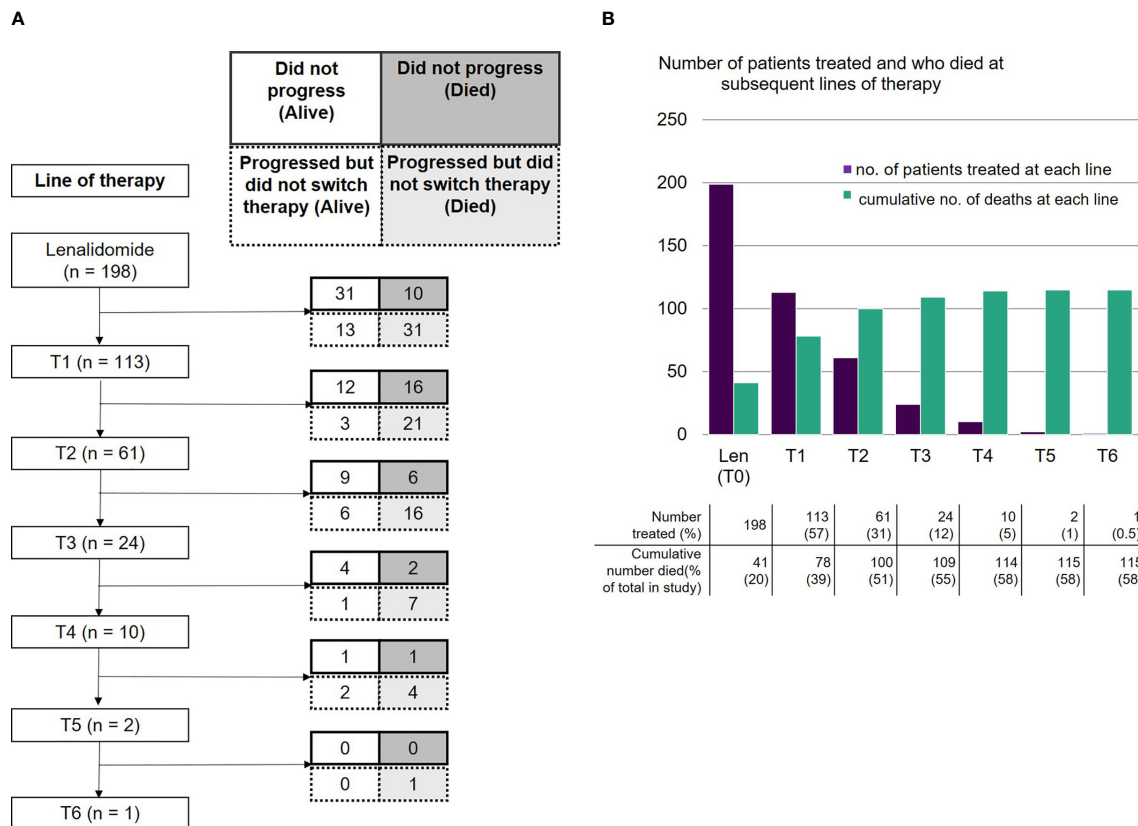 A
Did not
progress
(Alive)
Did not progress
(Died)
Progressed but
did not switch
therapy (Alive)
Progressed but did
not switch therapy
(Died)
Line of therapy
Lenalidomide
(n = 198)
31 10
13 31
T1 (n = 113)
12 16
3 21
T2 (n = 61)
9 6
6 16
T3 (n = 24)
4 2
1 7
T4 (n = 10)
1 1
2 4
T5 (n = 2)
0 0
0 1
T6 (n = 1)
B
Number of patients treated and who died at
subsequent lines of therapy
250
200
150
100
50
0
no. of patients treated at each line
cumulative no. of deaths at each line
Len T1 T2 T3 T4 T5 T6
(T0)
Number 113 61 24 10 2 1
treated (%) 198 (57) (31) (12) (5) (1) (0.5)
Cumulative
number died(% 41 78 100 109 114 115 115
of total in study) (20) (39) (51) (55) (58) (58) (58